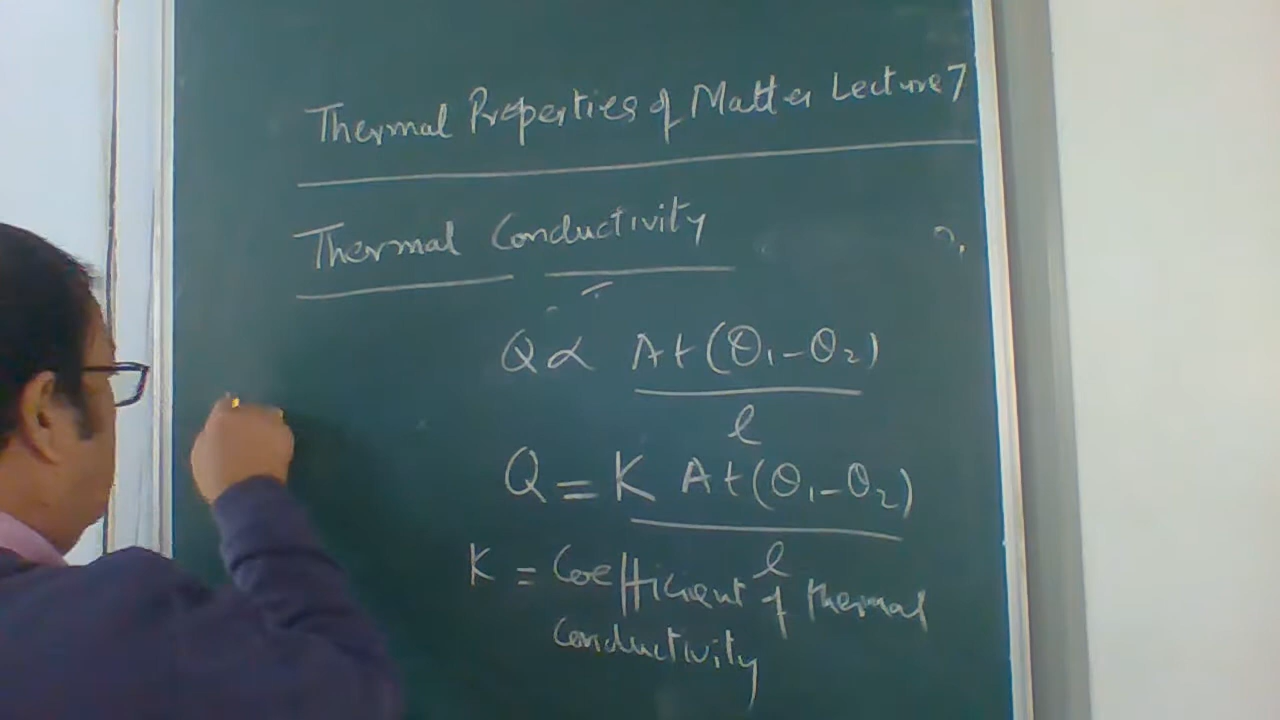 Thermal Properties of Matter Lecture 7
Thermal Conductivity
Q ∝ At(θ₁-θ₂)
l
Q = K At(θ₁-θ₂)
l
K = Coefficient of thermal
conductivity